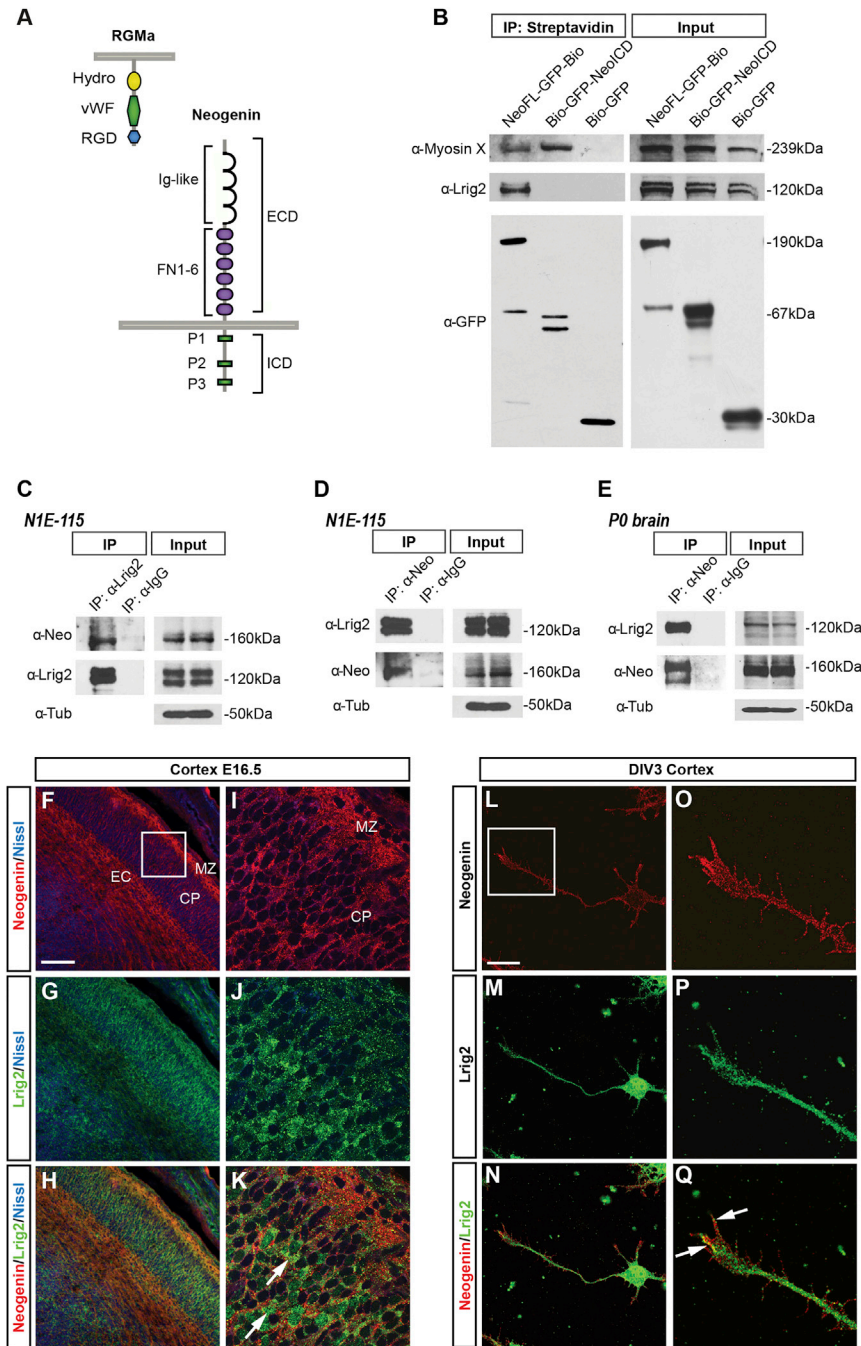 A
RGMa
Hydro
vWF
RGD
Neogenin
Ig-like
FN1-6
ECD
P1
P2
P3
ICD
B
IP: Streptavidin
Input
NeoFL-GFP-Bio
Bio-GFP-NeoICD
Bio-GFP
NeoFL-GFP-Bio
Bio-GFP-NeoICD
Bio-GFP
α-Myosin X
-239kDa
α-Lrig2
-120kDa
α-GFP
-190kDa
-67kDa
-30kDa
C
N1E-115
IP
Input
IP: α-Lrig2
IP: α-IgG
α-Neo
-160kDa
α-Lrig2
-120kDa
α-Tub
-50kDa
D
N1E-115
IP
Input
IP: α-Neo
IP: α-IgG
α-Lrig2
-120kDa
α-Neo
-160kDa
α-Tub
-50kDa
E
P0 brain
IP
Input
IP: α-Neo
IP: α-IgG
α-Lrig2
-120kDa
α-Neo
-160kDa
α-Tub
-50kDa
Cortex E16.5
Neogenin/Nissl
F
EC
CP
MZ
I
MZ
CP
Lrig2/Nissl
G
J
Neogenin/Lrig2/Nissl
H
K
DIV3 Cortex
Neogenin
L
O
Lrig2
M
P
Neogenin/Lrig2
N
Q